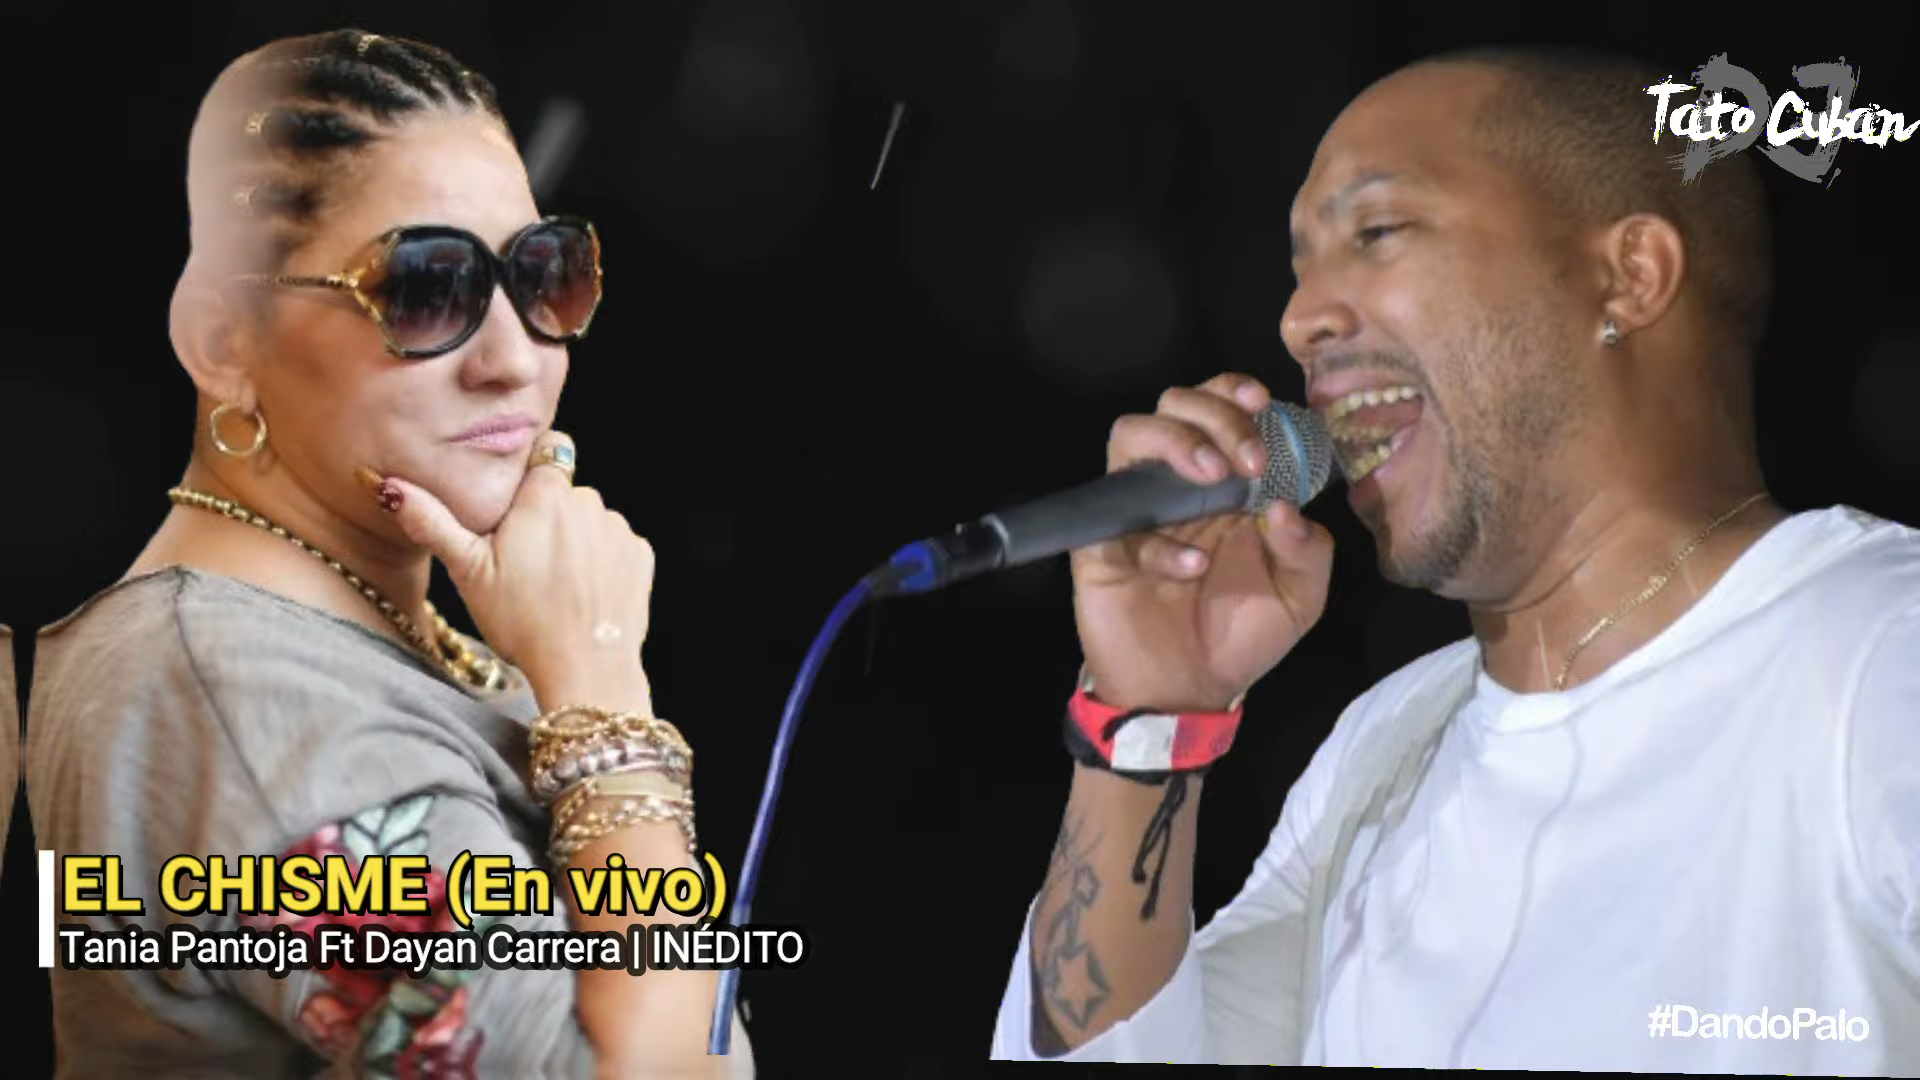 DJ
Tato Cuban
EL CHISME (En vivo)
Tania Pantoja Ft Dayan Carrera | INÉDITO
#DandoPalo